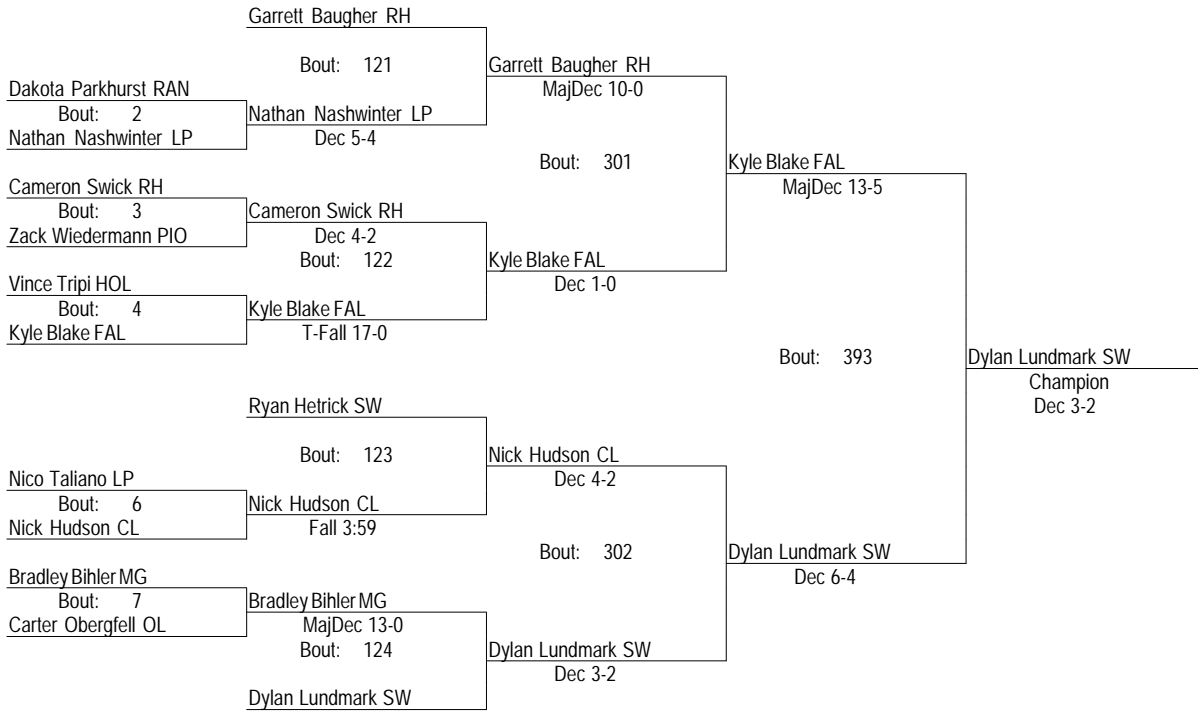 Garrett Baugher RH
Bout: 121
Garrett Baugher RH
Dakota Parkhurst RAN
MajDec 10-0
Bout: 2
Nathan Nashwinter LP
Nathan Nashwinter LP
Dec 5-4
Bout: 301
Kyle Blake FAL
Cameron Swick RH
MajDec 13-5
Bout: 3
Cameron Swick RH
Zack Wiedermann PIO
Dec 4-2
Bout: 122
Kyle Blake FAL
Vince Tripi HOL
Dec 1-0
Bout: 4
Kyle Blake FAL
Kyle Blake FAL
T-Fall 17-0
Bout: 393
Dylan Lundmark SW
Champion
Ryan Hetrick SW
Dec 3-2
Bout: 123
Nick Hudson CL
Nico Taliano LP
Dec 4-2
Bout: 6
Nick Hudson CL
Nick Hudson CL
Fall 3:59
Bout: 302
Dylan Lundmark SW
Bradley Bihler MG
Dec 6-4
Bout: 7
Bradley Bihler MG
Carter Obergfell OL
MajDec 13-0
Bout: 124
Dylan Lundmark SW
Dec 3-2
Dylan Lundmark SW